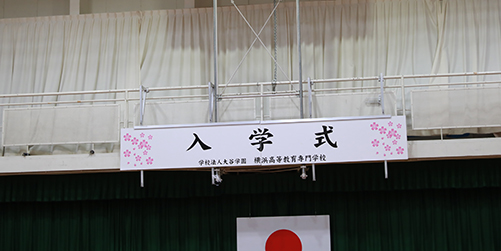 入学式
学校法人大谷学園 横浜高等教育専門学校